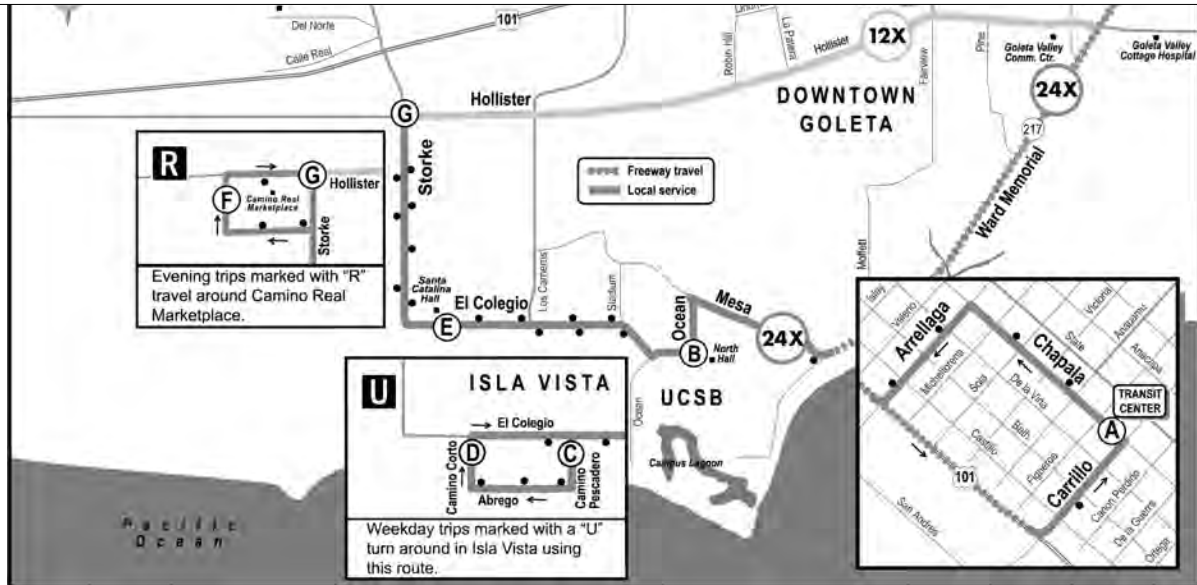 Del Norte
Calle Real
101
Robin Hill
La Patera
Hollister
12X
Fairview
Pine
Goleta Valley
Comm. Ctr.
Goleta Valley
Cottage Hospital
24X
DOWNTOWN
GOLETA
217
Ward Memorial
Moffett
G
Hollister
Storke
Freeway travel
Local service
R
F
G
Hollister
Camino Real
Marketplace
Storke
Evening trips marked with "R"
travel around Camino Real
Marketplace.
Santa
Catalina
Hall
E
El Colegio
Los Carneros
Stadium
Ocean
Mesa
24X
B
North
Hall
UCSB
Ocean
Campus Lagoon
U
ISLA VISTA
El Colegio
D
C
Camino Corto
Camino
Pescadero
Abrego
Weekday trips marked with a "U"
turn around in Isla Vista using
this route.
Pacific
Ocean
Islay
Valerio
Arrellaga
Micheltorena
Sola
Victoria
Anapamu
State
Anacapa
Chapala
De la Vina
Bath
Castillo
Figueroa
TRANSIT
CENTER
A
101
Carrillo
Canon Perdido
De la Guerra
Ortega
San Andres